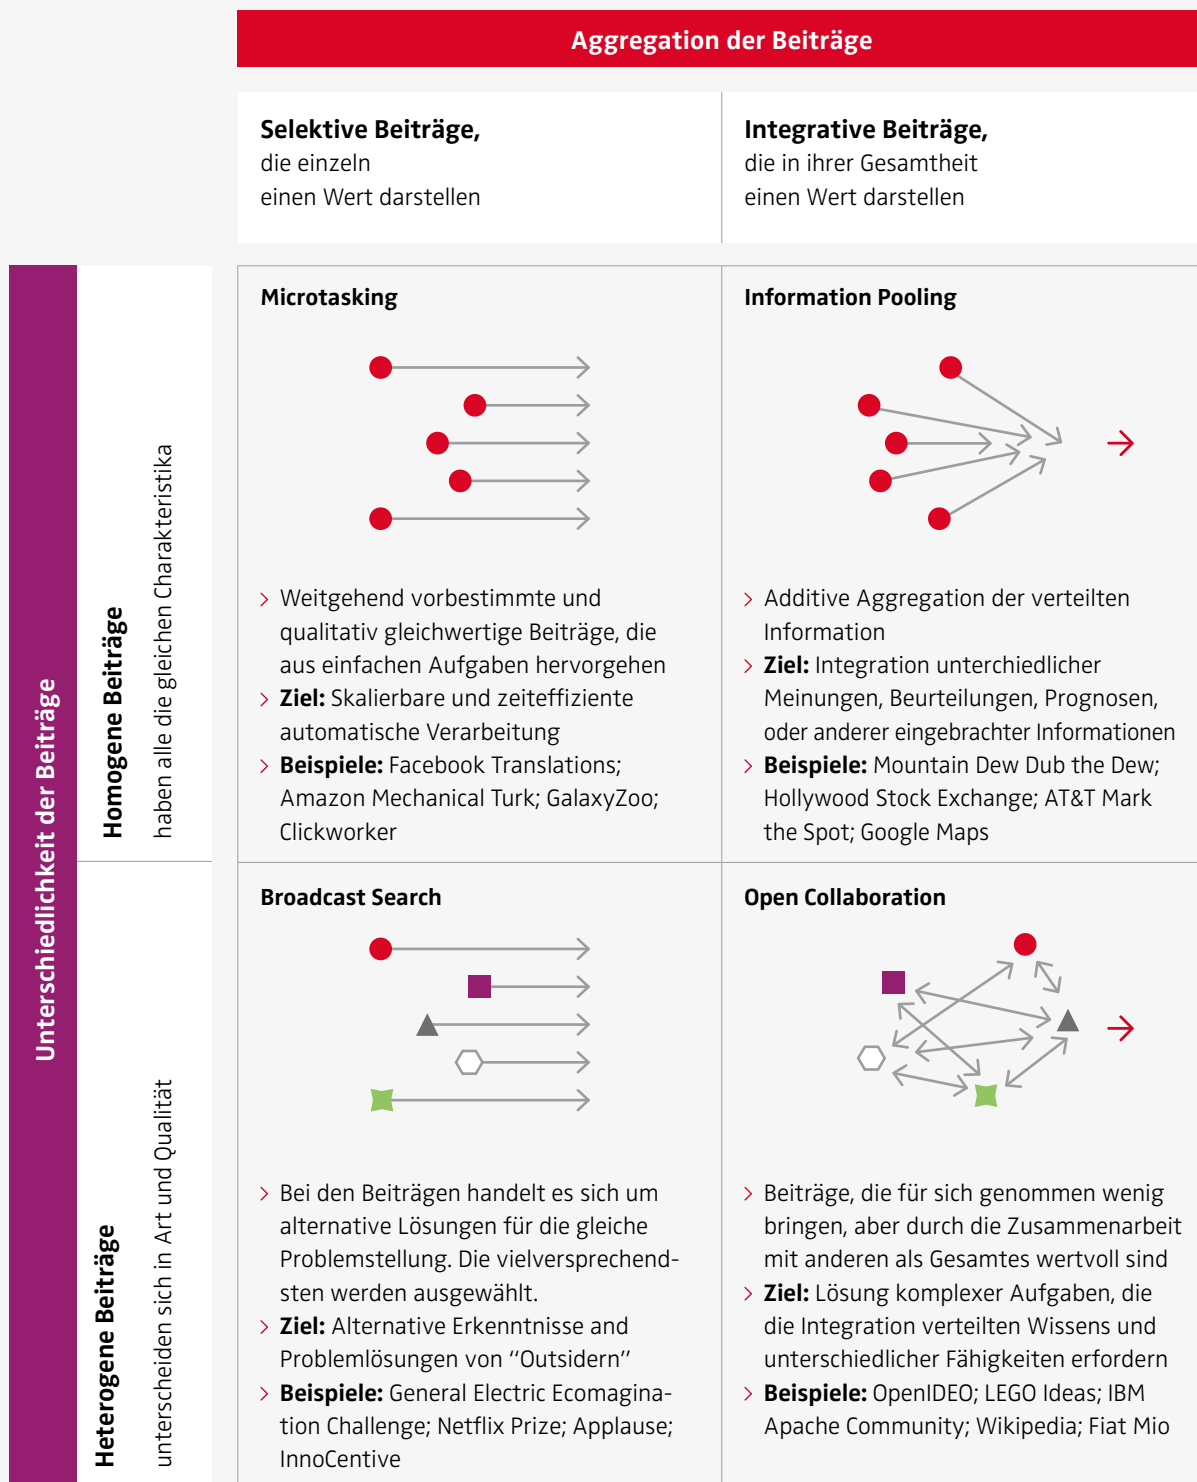 Aggregation der Beiträge
Selektive Beiträge,
die einzeln
einen Wert darstellen
Integrative Beiträge,
die in ihrer Gesamtheit
einen Wert darstellen
Unterschiedlichkeit der Beiträge
Homogene Beiträge
haben alle die gleichen Charakteristika
Microtasking
> Weitgehend vorbestimmte und
qualitativ gleichwertige Beiträge, die
aus einfachen Aufgaben hervorgehen
> Ziel: Skalierbare und zeiteffiziente
automatische Verarbeitung
> Beispiele: Facebook Translations;
Amazon Mechanical Turk; GalaxyZoo;
Clickworker
Information Pooling
> Additive Aggregation der verteilten
Information
> Ziel: Integration unterchiedlicher
Meinungen, Beurteilungen, Prognosen,
oder anderer eingebrachter Informationen
> Beispiele: Mountain Dew Dub the Dew;
Hollywood Stock Exchange; AT&T Mark
the Spot; Google Maps
Heterogene Beiträge
unterscheiden sich in Art und Qualität
Broadcast Search
> Bei den Beiträgen handelt es sich um
alternative Lösungen für die gleiche
Problemstellung. Die vielversprechend-
sten werden ausgewählt.
> Ziel: Alternative Erkenntnisse and
Problemlösungen von "Outsidern"
> Beispiele: General Electric Ecomagina-
tion Challenge; Netflix Prize; Applause;
InnoCentive
Open Collaboration
> Beiträge, die für sich genommen wenig
bringen, aber durch die Zusammenarbeit
mit anderen als Gesamtes wertvoll sind
> Ziel: Lösung komplexer Aufgaben, die
die Integration verteilten Wissens und
unterschiedlicher Fähigkeiten erfordern
> Beispiele: OpenIDEO; LEGO Ideas; IBM
Apache Community; Wikipedia; Fiat Mio